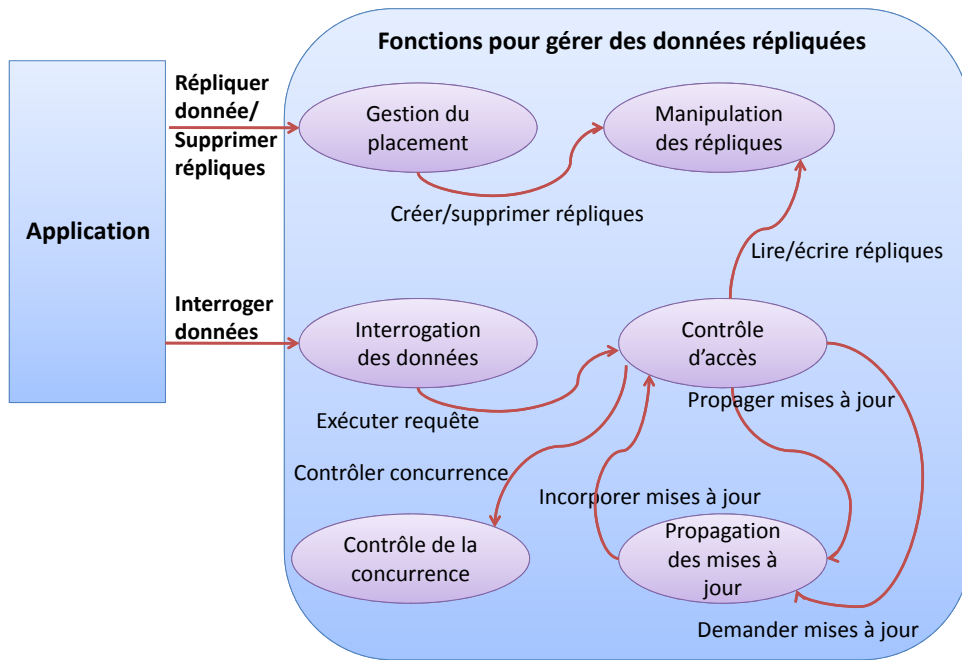 Fonctions pour gérer des données répliquées
Répliquer
donnée/
Supprimer
répliques
Gestion du
placement
Manipulation
des répliques
Créer/supprimer répliques
Application
Lire/écrire répliques
Interroger
données
Interrogation
des données
Contrôle
d’accès
Propager mises à jour
Exécuter requête
Contrôler concurrence
Incorporer mises à jour
Contrôle de la
concurrence
Propagation
des mises à
jour
Demander mises à jour